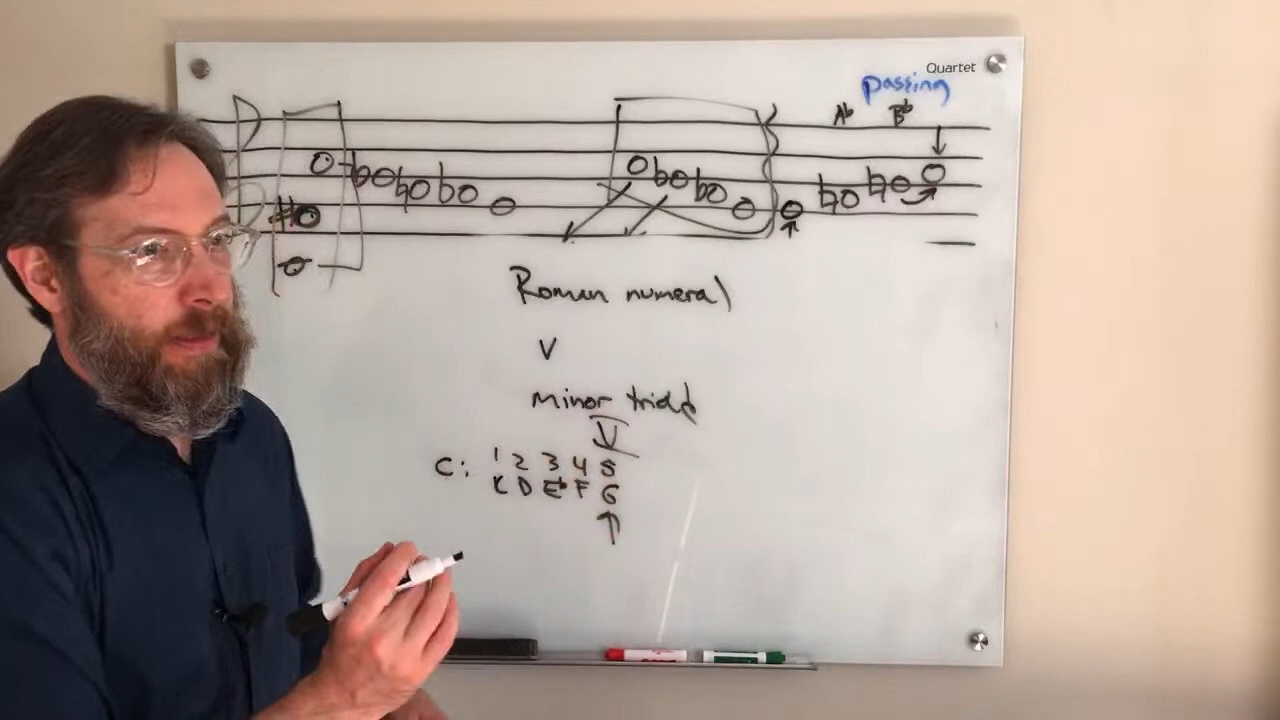 Quartet
passing
A♭ B♭
Roman numeral
V
minor triad
V
C: 1 2 3 4 5
C D E♭ F G